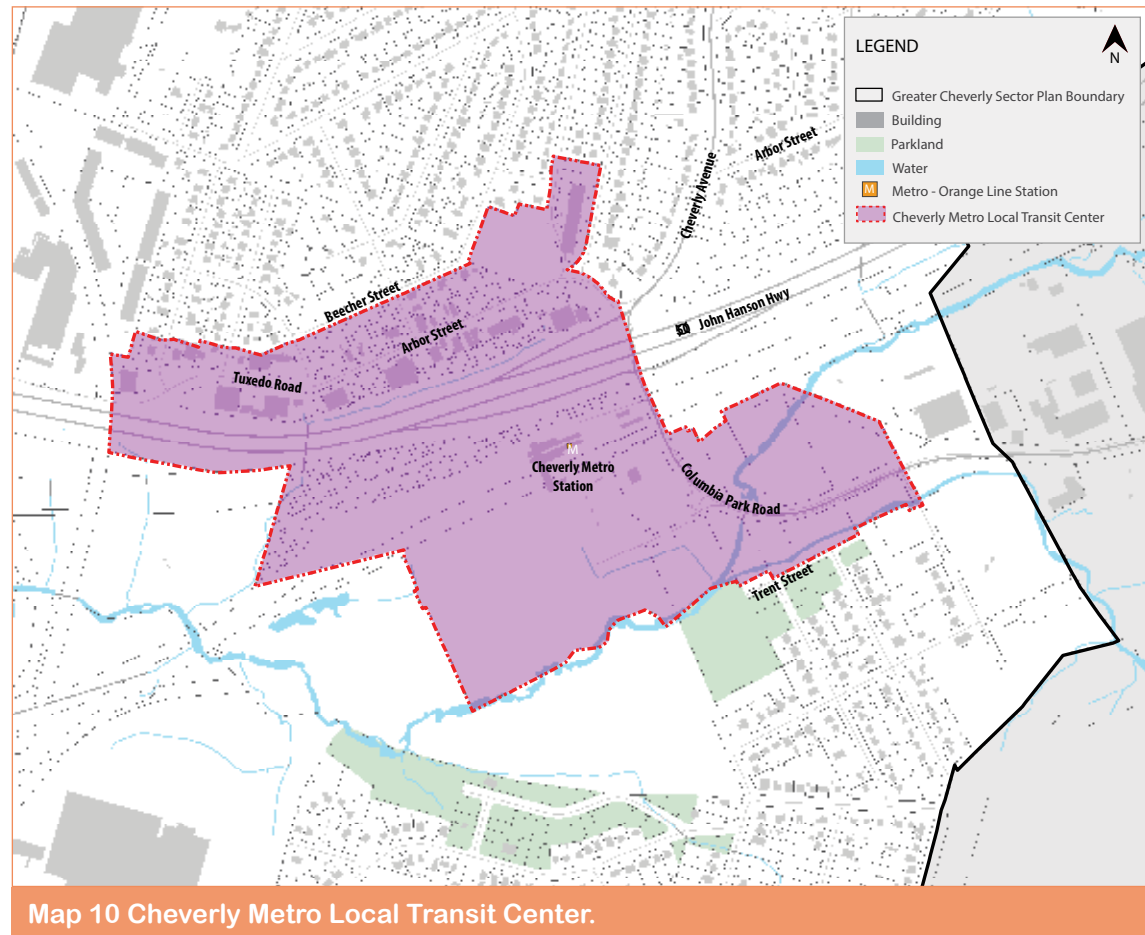 LEGEND
N
Greater Cheverly Sector Plan Boundary
Building
Parkland
Water
M Metro - Orange Line Station
Cheverly Metro Local Transit Center
Arbor Street
Cheverly Avenue
Beecher Street
50 John Hanson Hwy
Arbor Street
Tuxedo Road
M
Cheverly Metro
Station
Columbia Park Road
Trent Street
Map 10 Cheverly Metro Local Transit Center.